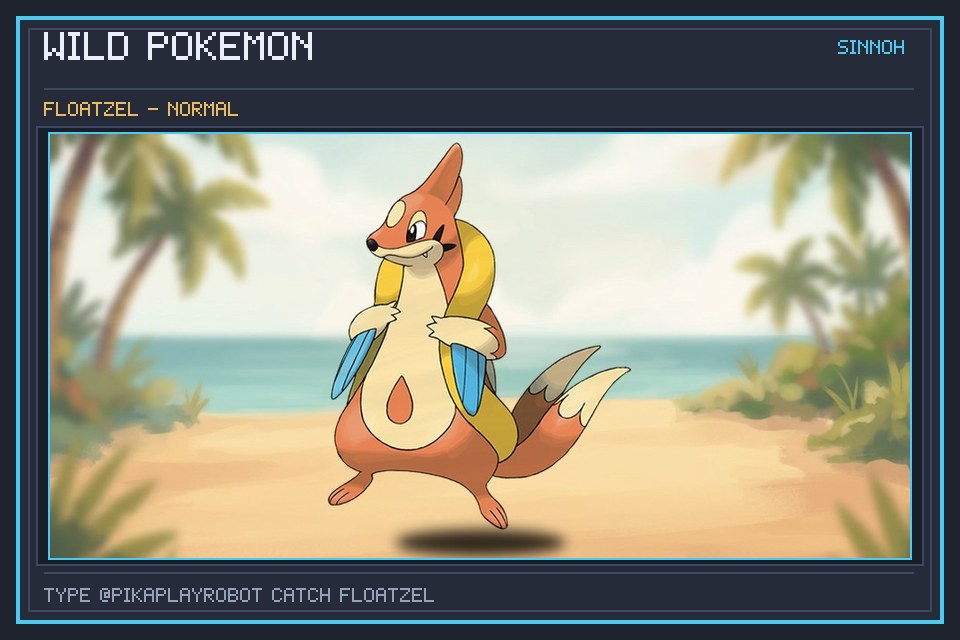 WILD POKEMON
SINNOH
FLOATZEL - NORMAL
TYPE @PIKAPLAYROBOT CATCH FLOATZEL